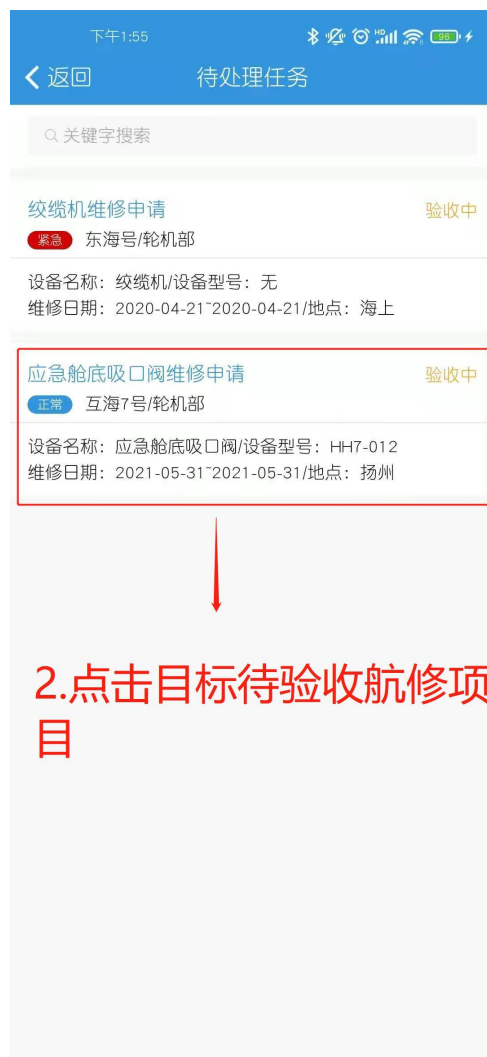 下午1:55
HD
96
返回
待处理任务
关键字搜索
绞缆机维修申请
验收中
紧急 东海号/轮机部
设备名称：绞缆机/设备型号：无
维修日期：2020-04-21~2020-04-21/地点：海上
应急舱底吸口阀维修申请
验收中
正常 互海7号/轮机部
设备名称：应急舱底吸口阀/设备型号：HH7-012
维修日期：2021-05-31~2021-05-31/地点：扬州
2.点击目标待验收航修项
目